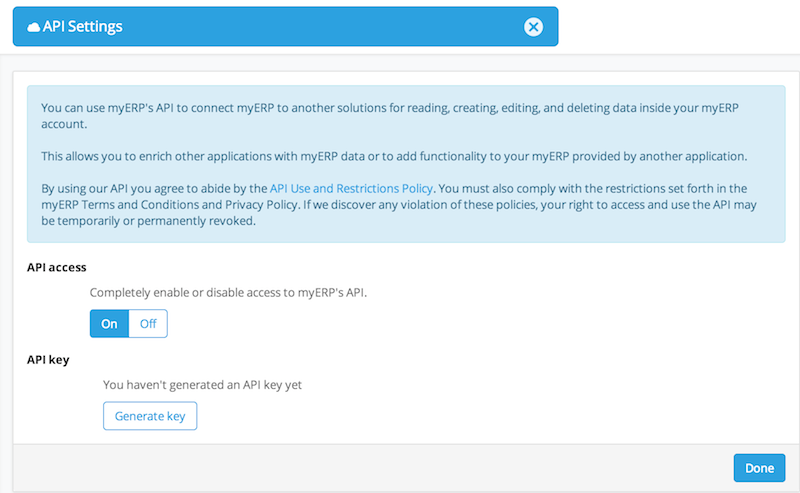 API Settings
You can use myERP's API to connect myERP to another solutions for reading, creating, editing, and deleting data inside your myERP
account.
This allows you to enrich other applications with myERP data or to add functionality to your myERP provided by another application.
By using our API you agree to abide by the API Use and Restrictions Policy. You must also comply with the restrictions set forth in the
myERP Terms and Conditions and Privacy Policy. If we discover any violation of these policies, your right to access and use the API may
be temporarily or permanently revoked.
API access
Completely enable or disable access to myERP's API.
On Off
API key
You haven't generated an API key yet
Generate key
Done